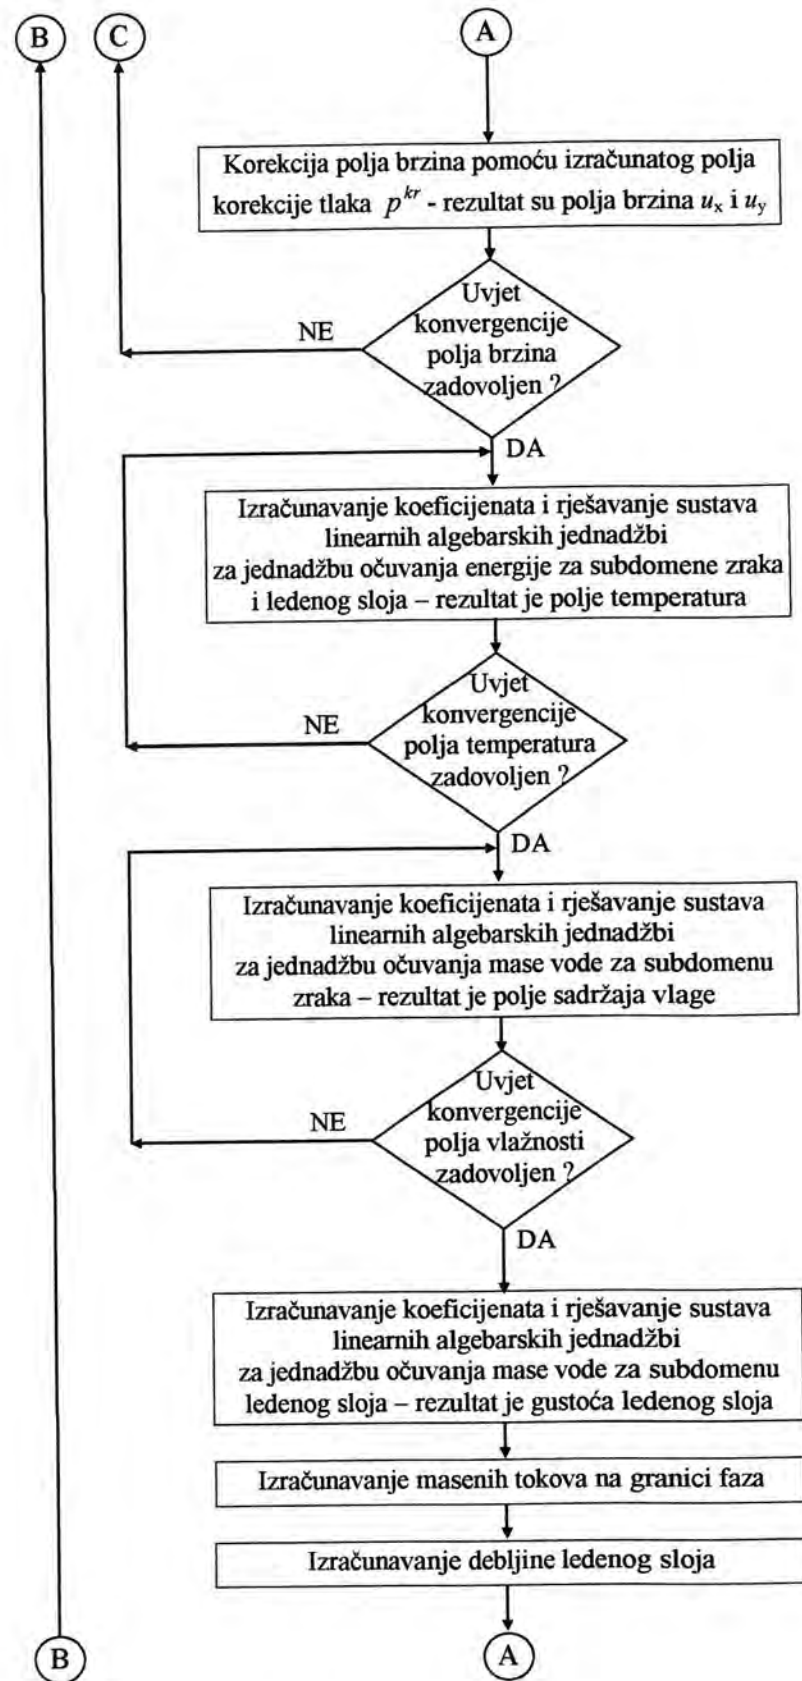 B C A
Korekcija polja brzina pomoću izračunatog polja
korekcije tlaka p^kr - rezultat su polja brzina u_x i u_y
Uvjet
konvergencije
polja brzina
zadovoljen ?
NE
DA
Izračunavanje koeficijenata i rješavanje sustava
linearnih algebarskih jednadžbi
za jednadžbu očuvanja energije za subdomene zraka
i ledenog sloja – rezultat je polje temperatura
Uvjet
konvergencije
polja temperatura
zadovoljen ?
NE
DA
Izračunavanje koeficijenata i rješavanje sustava
linearnih algebarskih jednadžbi
za jednadžbu očuvanja mase vode za subdomenu
zraka – rezultat je polje sadržaja vlage
Uvjet
konvergencije
polja vlažnosti
zadovoljen ?
NE
DA
Izračunavanje koeficijenata i rješavanje sustava
linearnih algebarskih jednadžbi
za jednadžbu očuvanja mase vode za subdomenu
ledenog sloja – rezultat je gustoća ledenog sloja
Izračunavanje masenih tokova na granici faza
Izračunavanje debljine ledenog sloja
B A